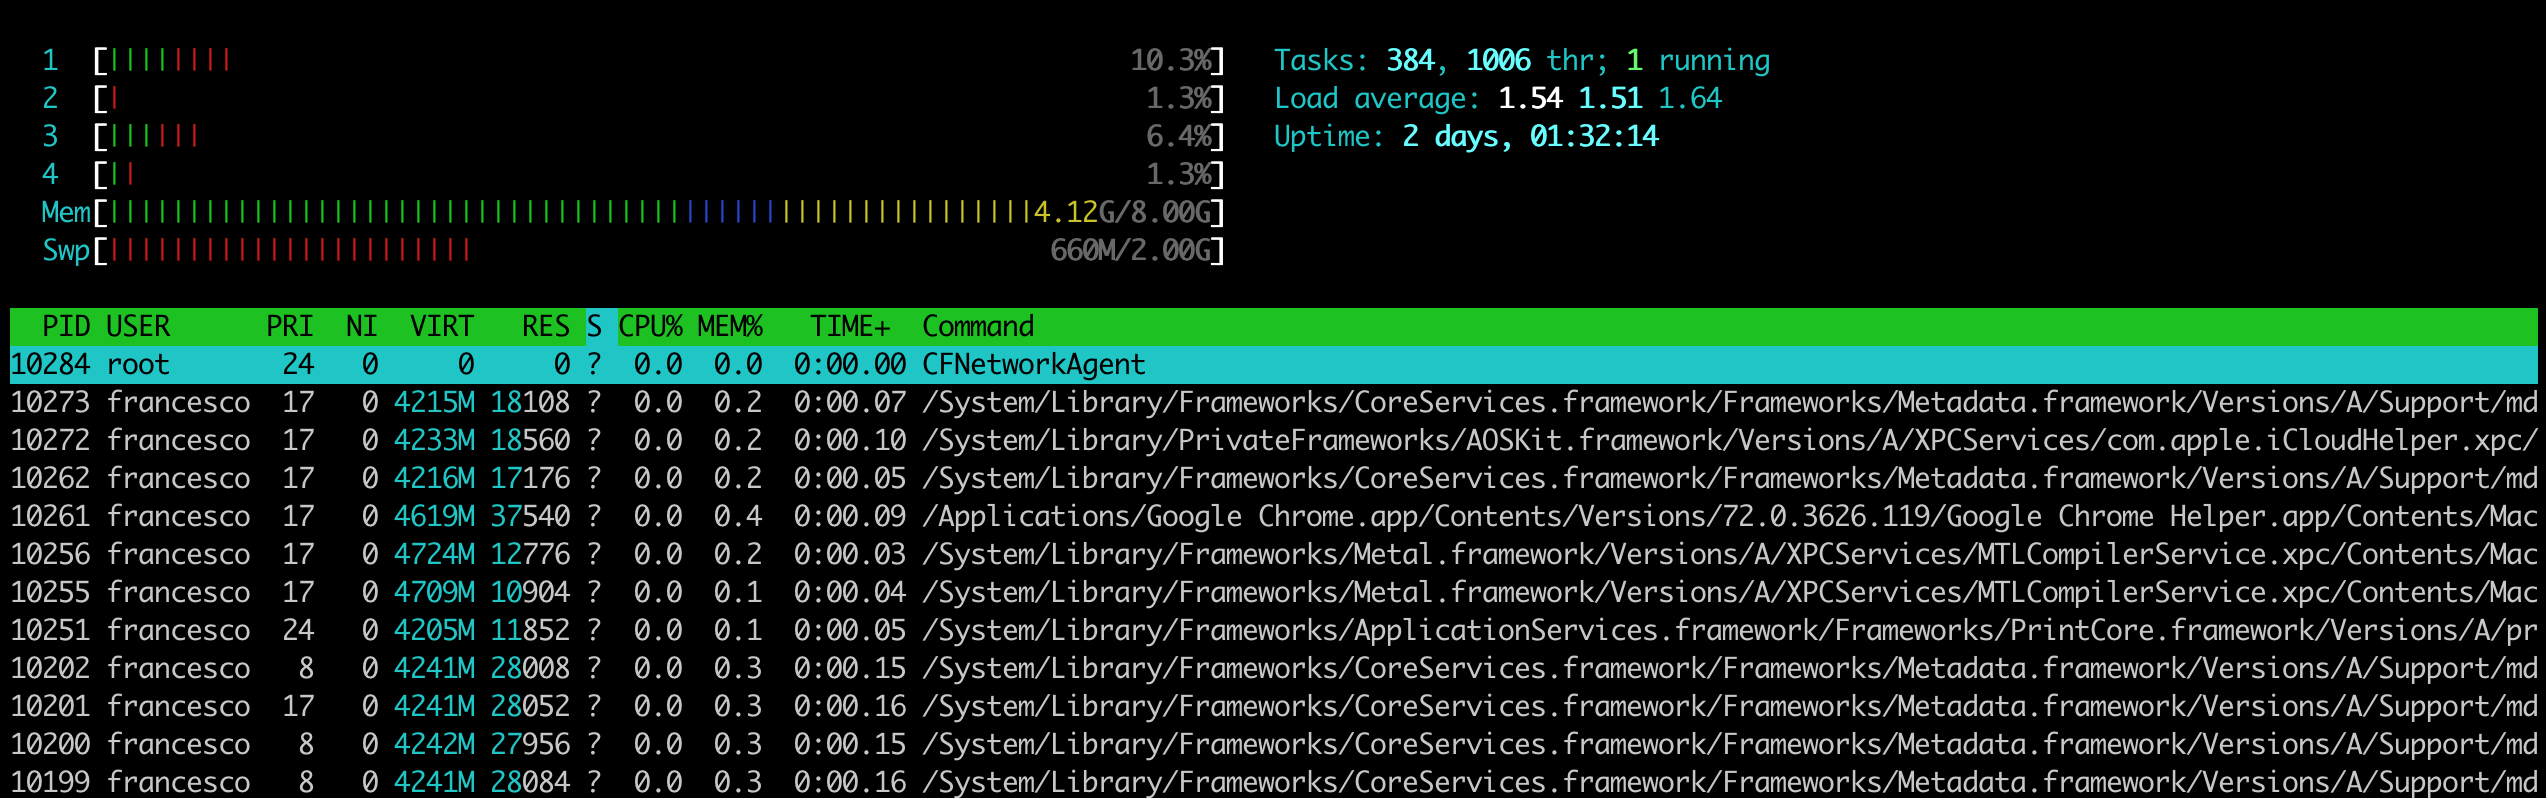 1 [|||||||| 10.3%] Tasks: 384, 1006 thr; 1 running
2 [| 1.3%] Load average: 1.54 1.51 1.64
3 [|||||| 6.4%] Uptime: 2 days, 01:32:14
4 [|| 1.3%]
Mem[||||||||||||||||||||||||||||||||||||||||||||||||||||||||||4.12G/8.00G]
Swp[||||||||||||||||||||||| 660M/2.00G]
PID USER PRI NI VIRT RES S CPU% MEM% TIME+ Command
10284 root 24 0 0 0 ? 0.0 0.0 0:00.00 CFNetworkAgent
10273 francesco 17 0 4215M 18108 ? 0.0 0.2 0:00.07 /System/Library/Frameworks/CoreServices.framework/Frameworks/Metadata.framework/Versions/A/Support/md
10272 francesco 17 0 4233M 18560 ? 0.0 0.2 0:00.10 /System/Library/PrivateFrameworks/AOSKit.framework/Versions/A/XPCServices/com.apple.iCloudHelper.xpc/
10262 francesco 17 0 4216M 17176 ? 0.0 0.2 0:00.05 /System/Library/Frameworks/CoreServices.framework/Frameworks/Metadata.framework/Versions/A/Support/md
10261 francesco 17 0 4619M 37540 ? 0.0 0.4 0:00.09 /Applications/Google Chrome.app/Contents/Versions/72.0.3626.119/Google Chrome Helper.app/Contents/Mac
10256 francesco 17 0 4724M 12776 ? 0.0 0.2 0:00.03 /System/Library/Frameworks/Metal.framework/Versions/A/XPCServices/MTLCompilerService.xpc/Contents/Mac
10255 francesco 17 0 4709M 10904 ? 0.0 0.1 0:00.04 /System/Library/Frameworks/Metal.framework/Versions/A/XPCServices/MTLCompilerService.xpc/Contents/Mac
10251 francesco 24 0 4205M 11852 ? 0.0 0.1 0:00.05 /System/Library/Frameworks/ApplicationServices.framework/Frameworks/PrintCore.framework/Versions/A/pr
10202 francesco 8 0 4241M 28008 ? 0.0 0.3 0:00.15 /System/Library/Frameworks/CoreServices.framework/Frameworks/Metadata.framework/Versions/A/Support/md
10201 francesco 17 0 4241M 28052 ? 0.0 0.3 0:00.16 /System/Library/Frameworks/CoreServices.framework/Frameworks/Metadata.framework/Versions/A/Support/md
10200 francesco 8 0 4242M 27956 ? 0.0 0.3 0:00.15 /System/Library/Frameworks/CoreServices.framework/Frameworks/Metadata.framework/Versions/A/Support/md
10199 francesco 8 0 4241M 28084 ? 0.0 0.3 0:00.16 /System/Library/Frameworks/CoreServices.framework/Frameworks/Metadata.framework/Versions/A/Support/md